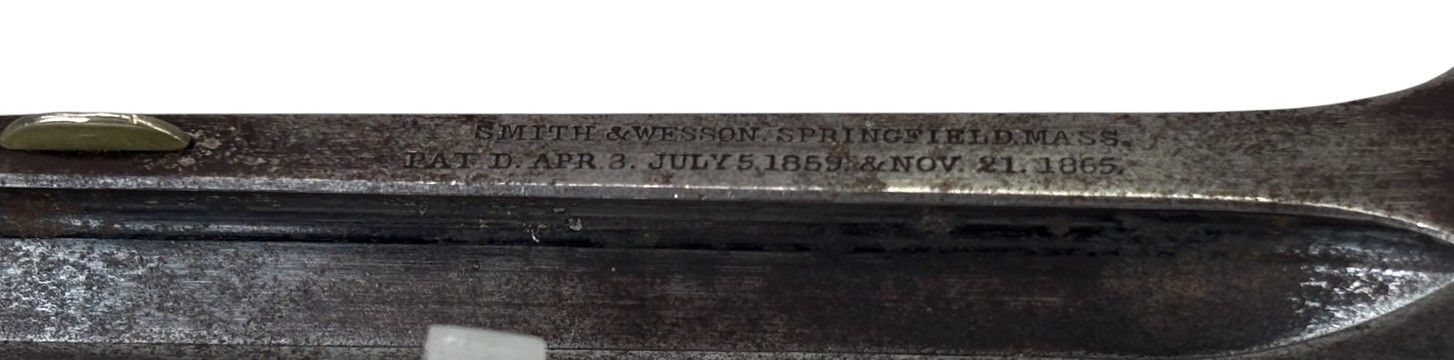 SMITH & WESSON. SPRINGFIELD. MASS.
PAT'D. APR. 3. JULY 5, 1859. & NOV. 21. 1865.